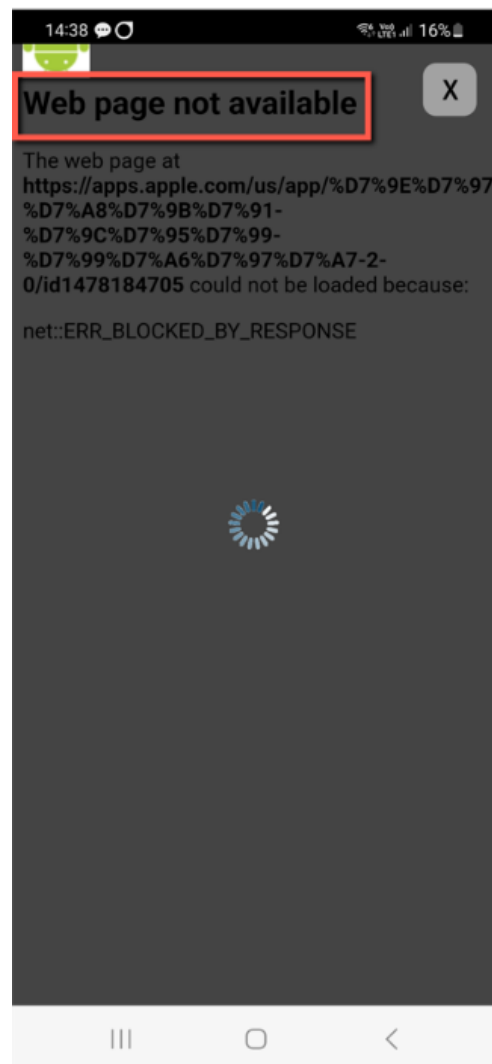 14:38
16%
Web page not available
X
The web page at
https://apps.apple.com/us/app/%D7%9E%D7%97
%D7%A8%D7%9B%D7%91-
%D7%9C%D7%95%D7%99-
%D7%99%D7%A6%D7%97%D7%A7-2-
0/id1478184705 could not be loaded because:
net::ERR_BLOCKED_BY_RESPONSE